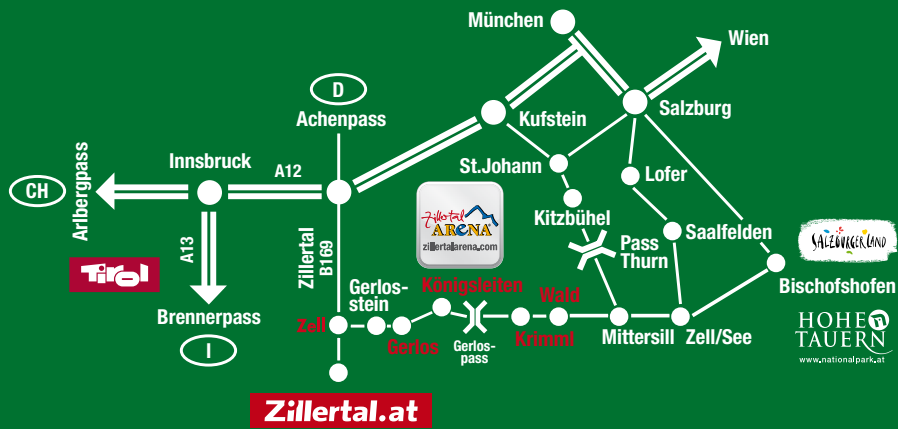 München
Wien
D
Achenpass
Kufstein
Salzburg
Innsbruck
A12
St.Johann
Lofer
CH
Arlbergpass
Zillertal
ARENA
zillertalarena.com
Kitzbühel
A13
Zillertal
B169
Pass
Thurn
Saalfelden
SALZBURGERLAND
Tirol
Gerlos-
stein
Königsleiten
Wald
Bischofshofen
Brennerpass
Zell
Gerlos
Gerlos-
pass
Krimml
Mittersill
Zell/See
HOHE n
TAUERN
www.nationalpark.at
I
Zillertal.at